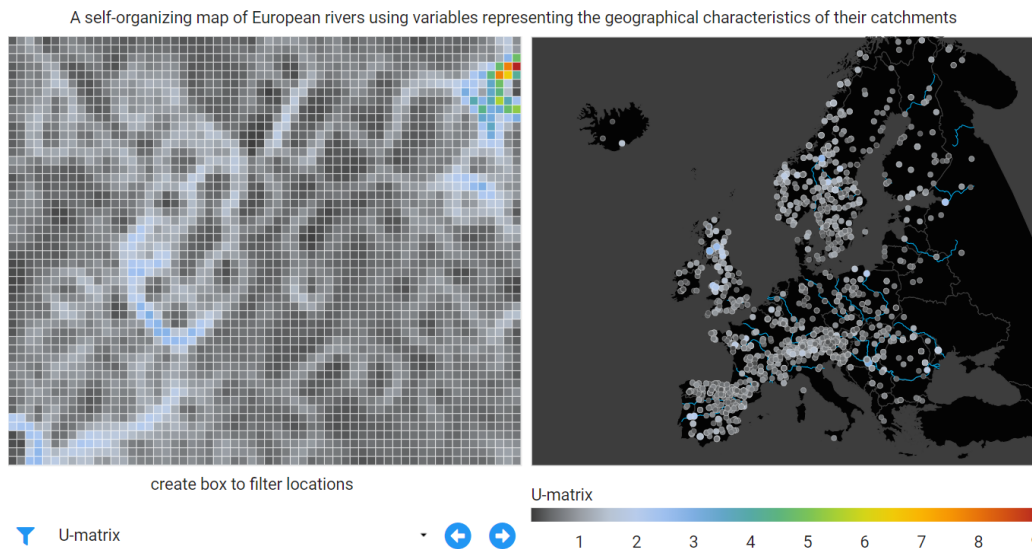 A self-organizing map of European rivers using variables representing the geographical characteristics of their catchments
create box to filter locations
U-matrix
U-matrix
1 2 3 4 5 6 7 8